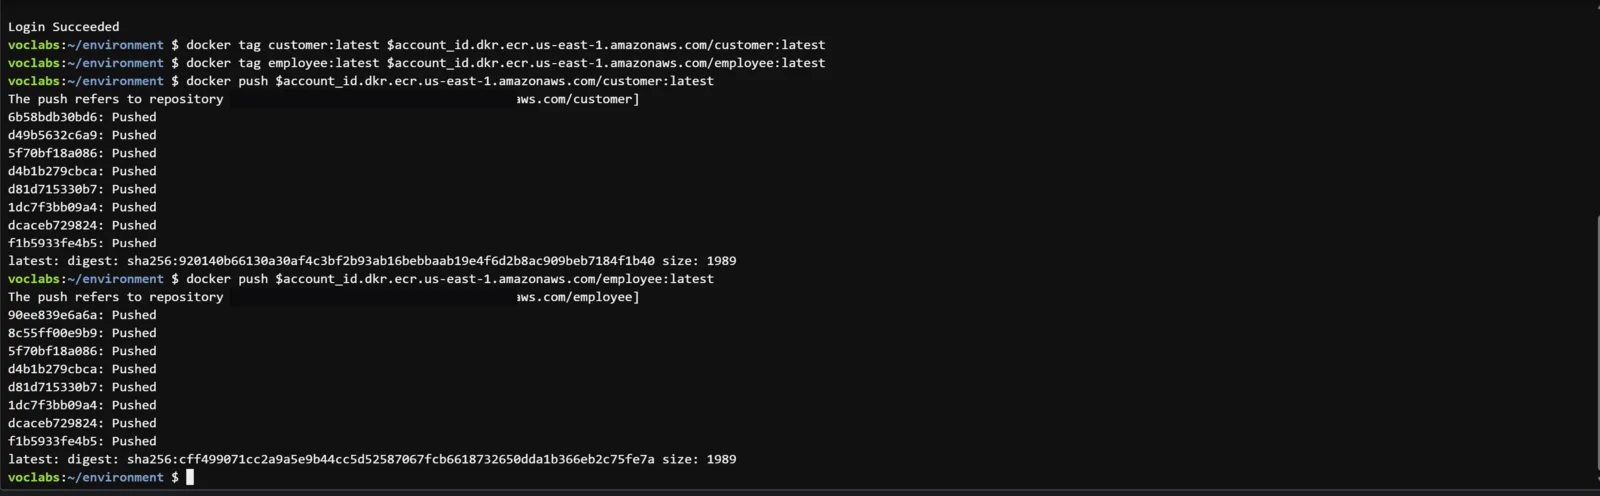 Login Succeeded
voclabs:~/environment $ docker tag customer:latest $account_id.dkr.ecr.us-east-1.amazonaws.com/customer:latest
voclabs:~/environment $ docker tag employee:latest $account_id.dkr.ecr.us-east-1.amazonaws.com/employee:latest
voclabs:~/environment $ docker push $account_id.dkr.ecr.us-east-1.amazonaws.com/customer:latest
The push refers to repository aws.com/customer]
6b58bdb30bd6: Pushed
d49b5632c6a9: Pushed
5f70bf18a086: Pushed
d4b1b279cbca: Pushed
d81d715330b7: Pushed
1dc7f3bb09a4: Pushed
dcaceb729824: Pushed
f1b5933fe4b5: Pushed
latest: digest: sha256:920140b66130a30af4c3bf2b93ab16bebbaab19e4f6d2b8ac909beb7184f1b40 size: 1989
voclabs:~/environment $ docker push $account_id.dkr.ecr.us-east-1.amazonaws.com/employee:latest
The push refers to repository aws.com/employee]
90ee839e6a6a: Pushed
8c55ff00e9b9: Pushed
5f70bf18a086: Pushed
d4b1b279cbca: Pushed
d81d715330b7: Pushed
1dc7f3bb09a4: Pushed
dcaceb729824: Pushed
f1b5933fe4b5: Pushed
latest: digest: sha256:cff499071cc2a9a5e9b44cc5d52587067fcb6618732650dda1b366eb2c75fe7a size: 1989
voclabs:~/environment $